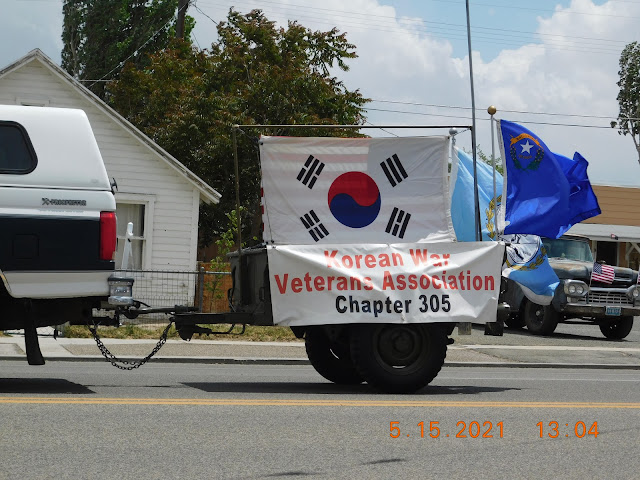 Korean War
Veterans Association
Chapter 305
5.15.2021 13:04